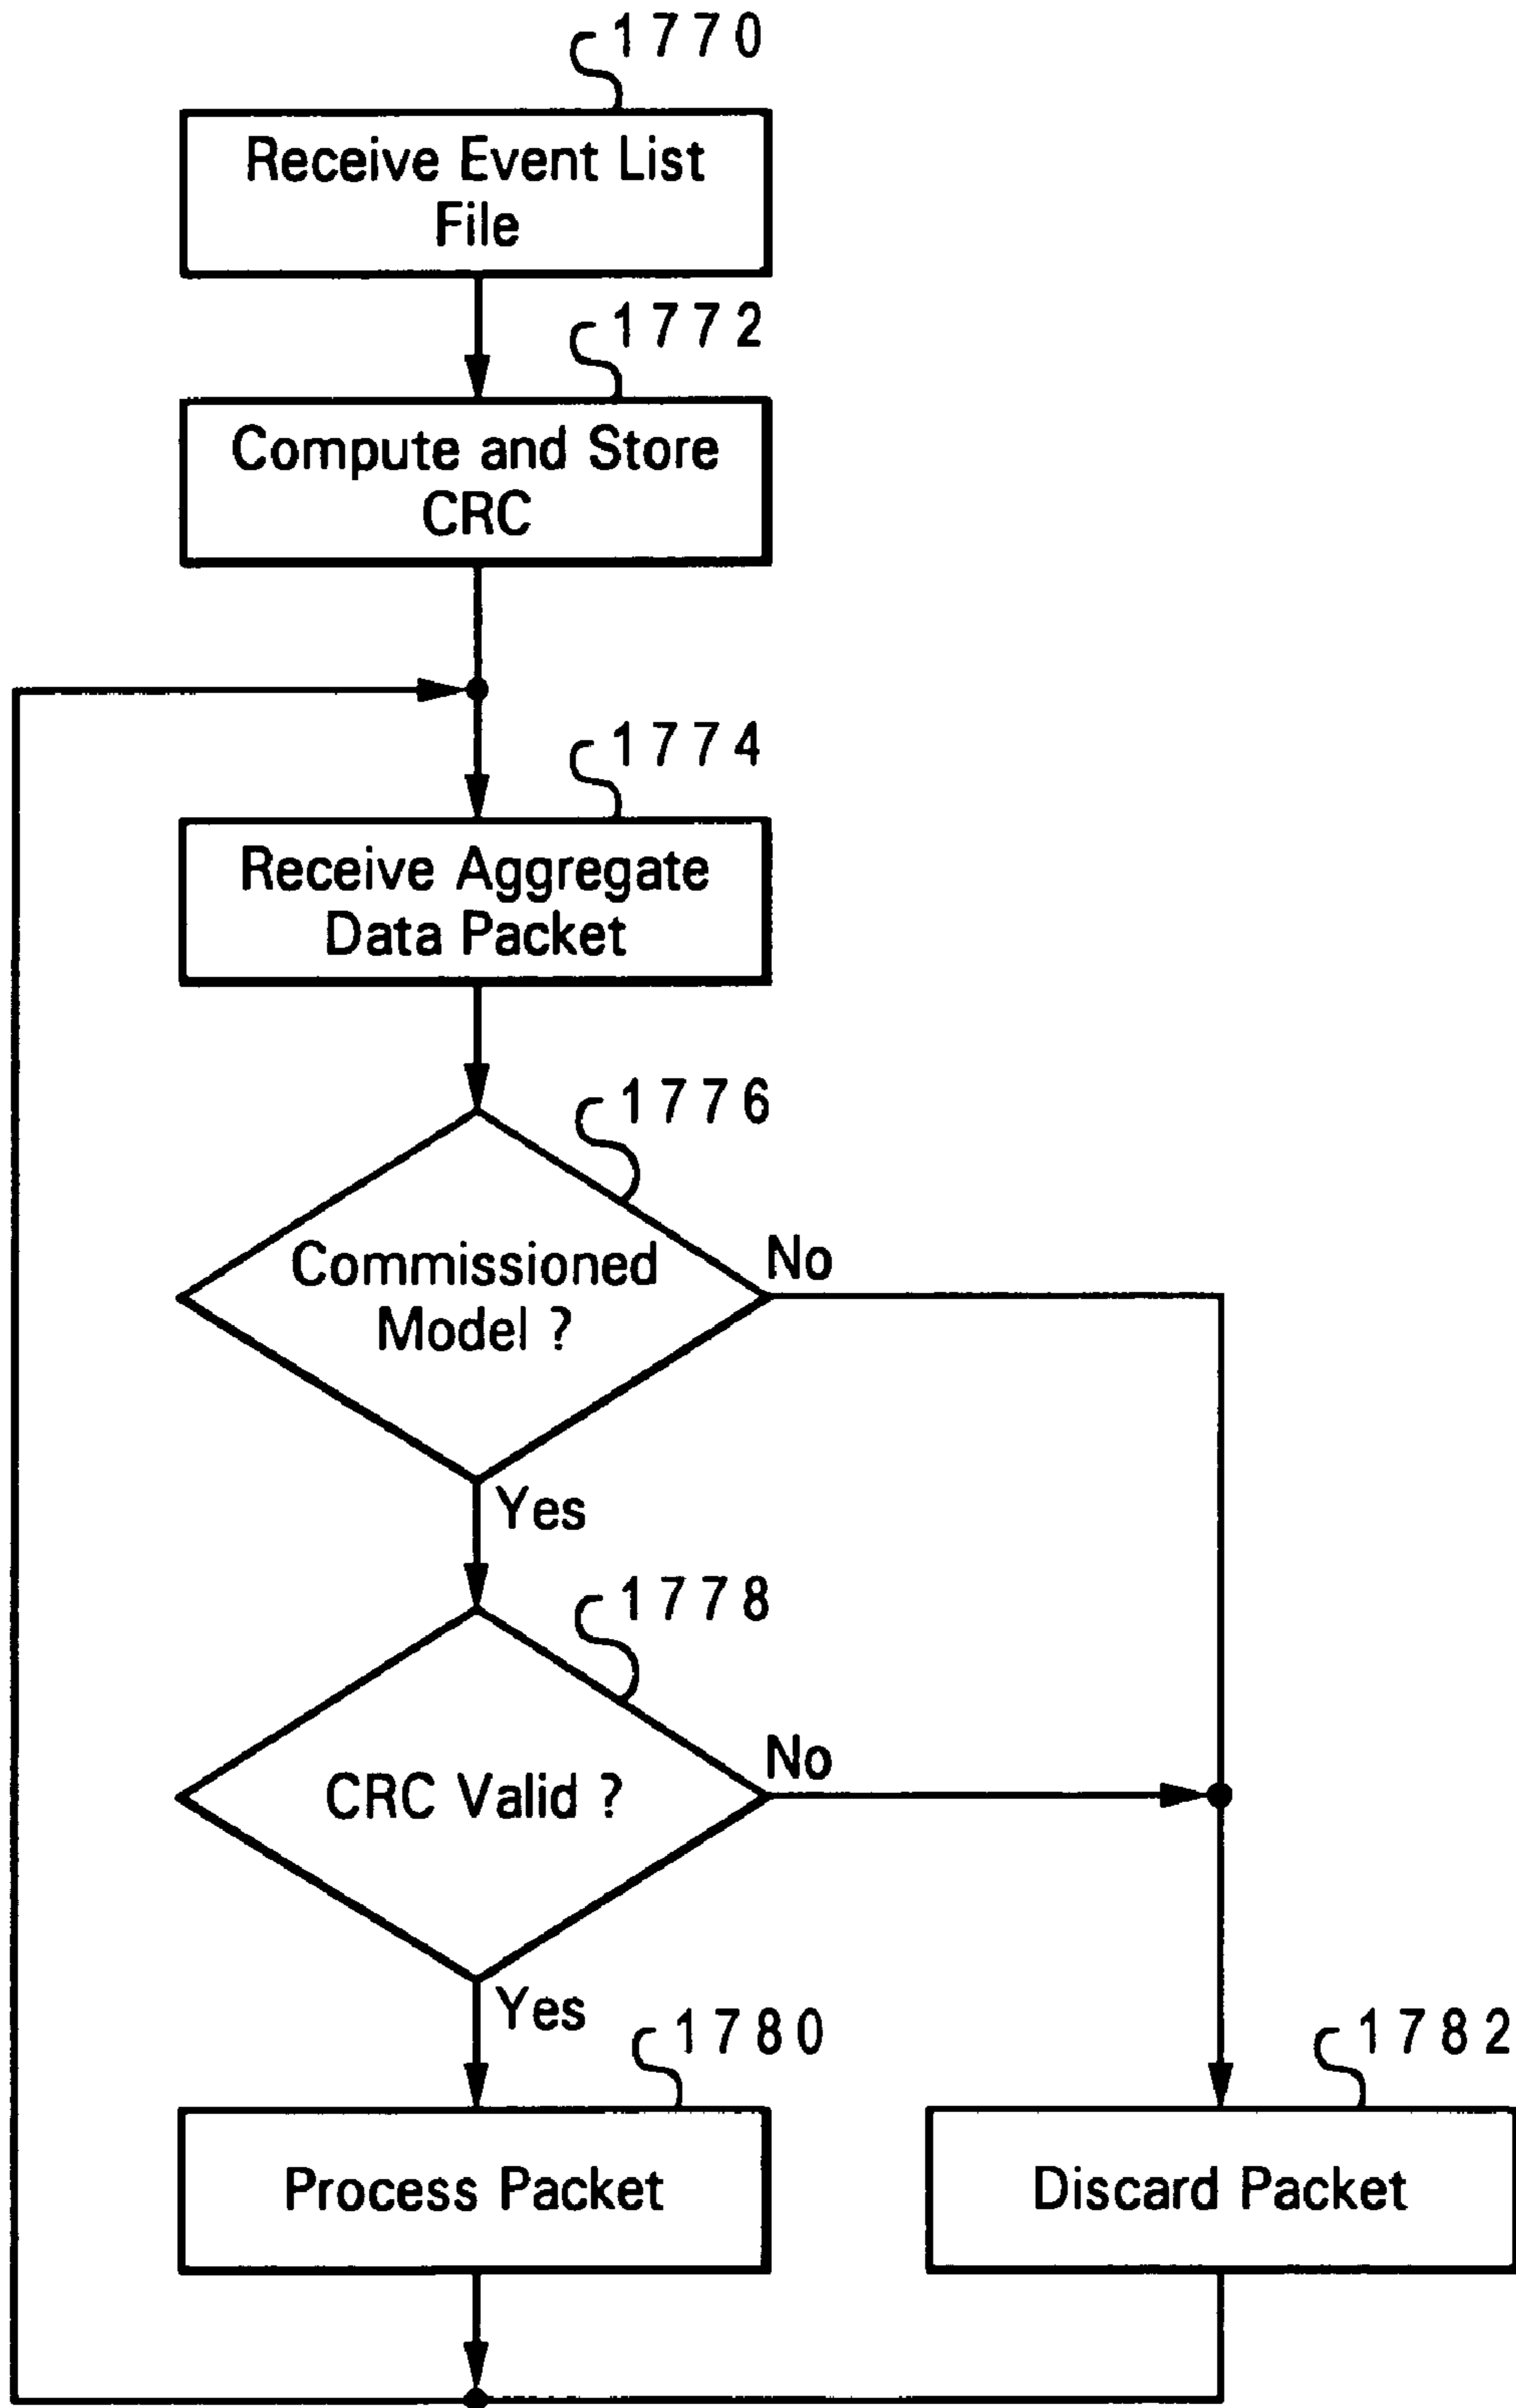 1770
Receive Event List
File
1772
Compute and Store
CRC
1774
Receive Aggregate
Data Packet
1776
Commissioned
Model ?
No
Yes
1778
CRC Valid ?
No
Yes
1780
Process Packet
1782
Discard Packet